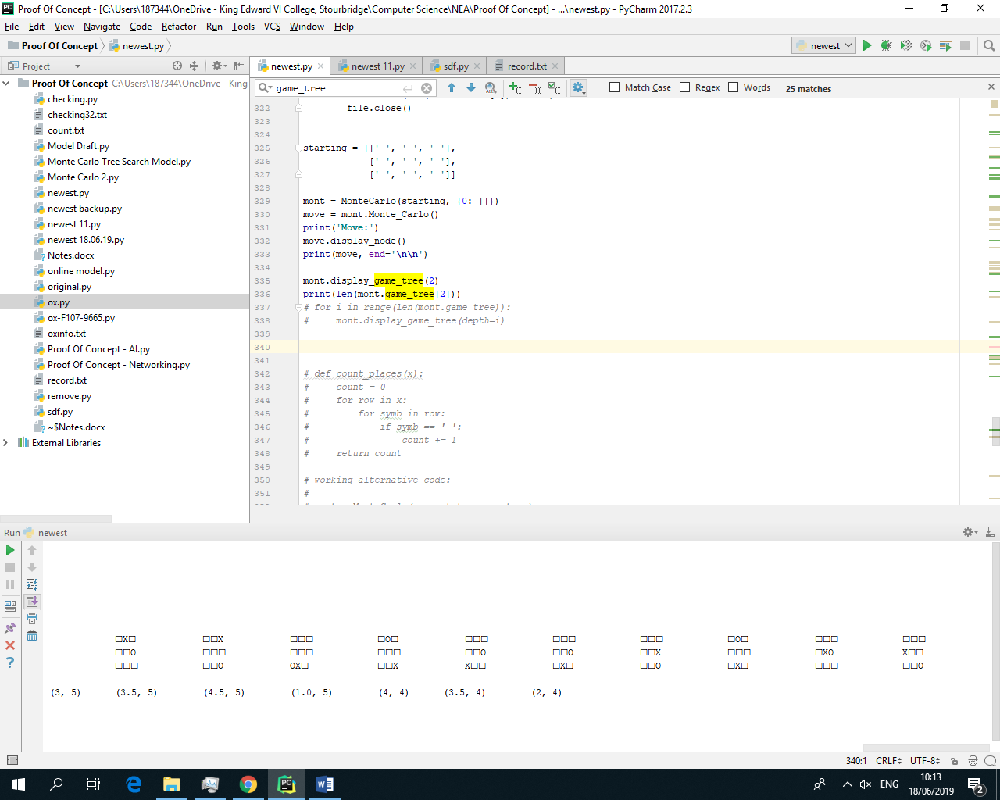 Proof Of Concept - [C:\Users\187344\OneDrive - King Edward VI College, Stourbridge\Computer Science\NEA\Proof Of Concept] - ...\newest.py - PyCharm 2017.2.3
File Edit View Navigate Code Refactor Run Tools VCS Window Help
Proof Of Concept newest.py newest
Project newest.py newest 11.py sdf.py record.txt
game_tree Match Case Regex Words 25 matches
Proof Of Concept C:\Users\187344\OneDrive - King
checking.py
checking32.txt
count.txt
Model Draft.py
Monte Carlo Tree Search Model.py
Monte Carlo 2.py
newest.py
newest backup.py
newest 11.py
newest 18.06.19.py
Notes.docx
online model.py
original.py
ox.py
ox-F107-9665.py
oxinfo.txt
Proof Of Concept - AI.py
Proof Of Concept - Networking.py
record.txt
remove.py
sdf.py
~$Notes.docx
External Libraries
322 file.close()
323
324
325 starting = [[' ', ' ', ' '],
326 [' ', ' ', ' '],
327 [' ', ' ', ' ']]
328
329 mont = MonteCarlo(starting, {0: []})
330 move = mont.Monte_Carlo()
331 print('Move:')
332 move.display_node()
333 print(move, end='\n\n')
334
335 mont.display_game_tree(2)
336 print(len(mont.game_tree[2]))
337 # for i in range(len(mont.game_tree)):
338 #     mont.display_game_tree(depth=i)
339
340
341
342 # def count_places(x):
343 #     count = 0
344 #     for row in x:
345 #         for symb in row:
346 #             if symb == ' ':
347 #                 count += 1
348 #     return count
349
350 # working alternative code:
351 #
Run newest
□X□ □□X □□□ □O□ □□□ □□□ □□□ □O□ □□□ □□□
□□O □□□ □□□ □□□ □□O □□O □□X □□□ □XO X□□
□□□ □□O OX□ □□X X□□ □X□ □□O □X□ □□□ □□O
(3, 5) (3.5, 5) (4.5, 5) (1.0, 5) (4, 4) (3.5, 4) (2, 4)
340:1 CRLF UTF-8
ENG 10:13
18/06/2019 2